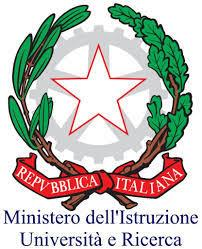 REPVBBLICA ITALIANA
Ministero dell'Istruzione
Università e Ricerca